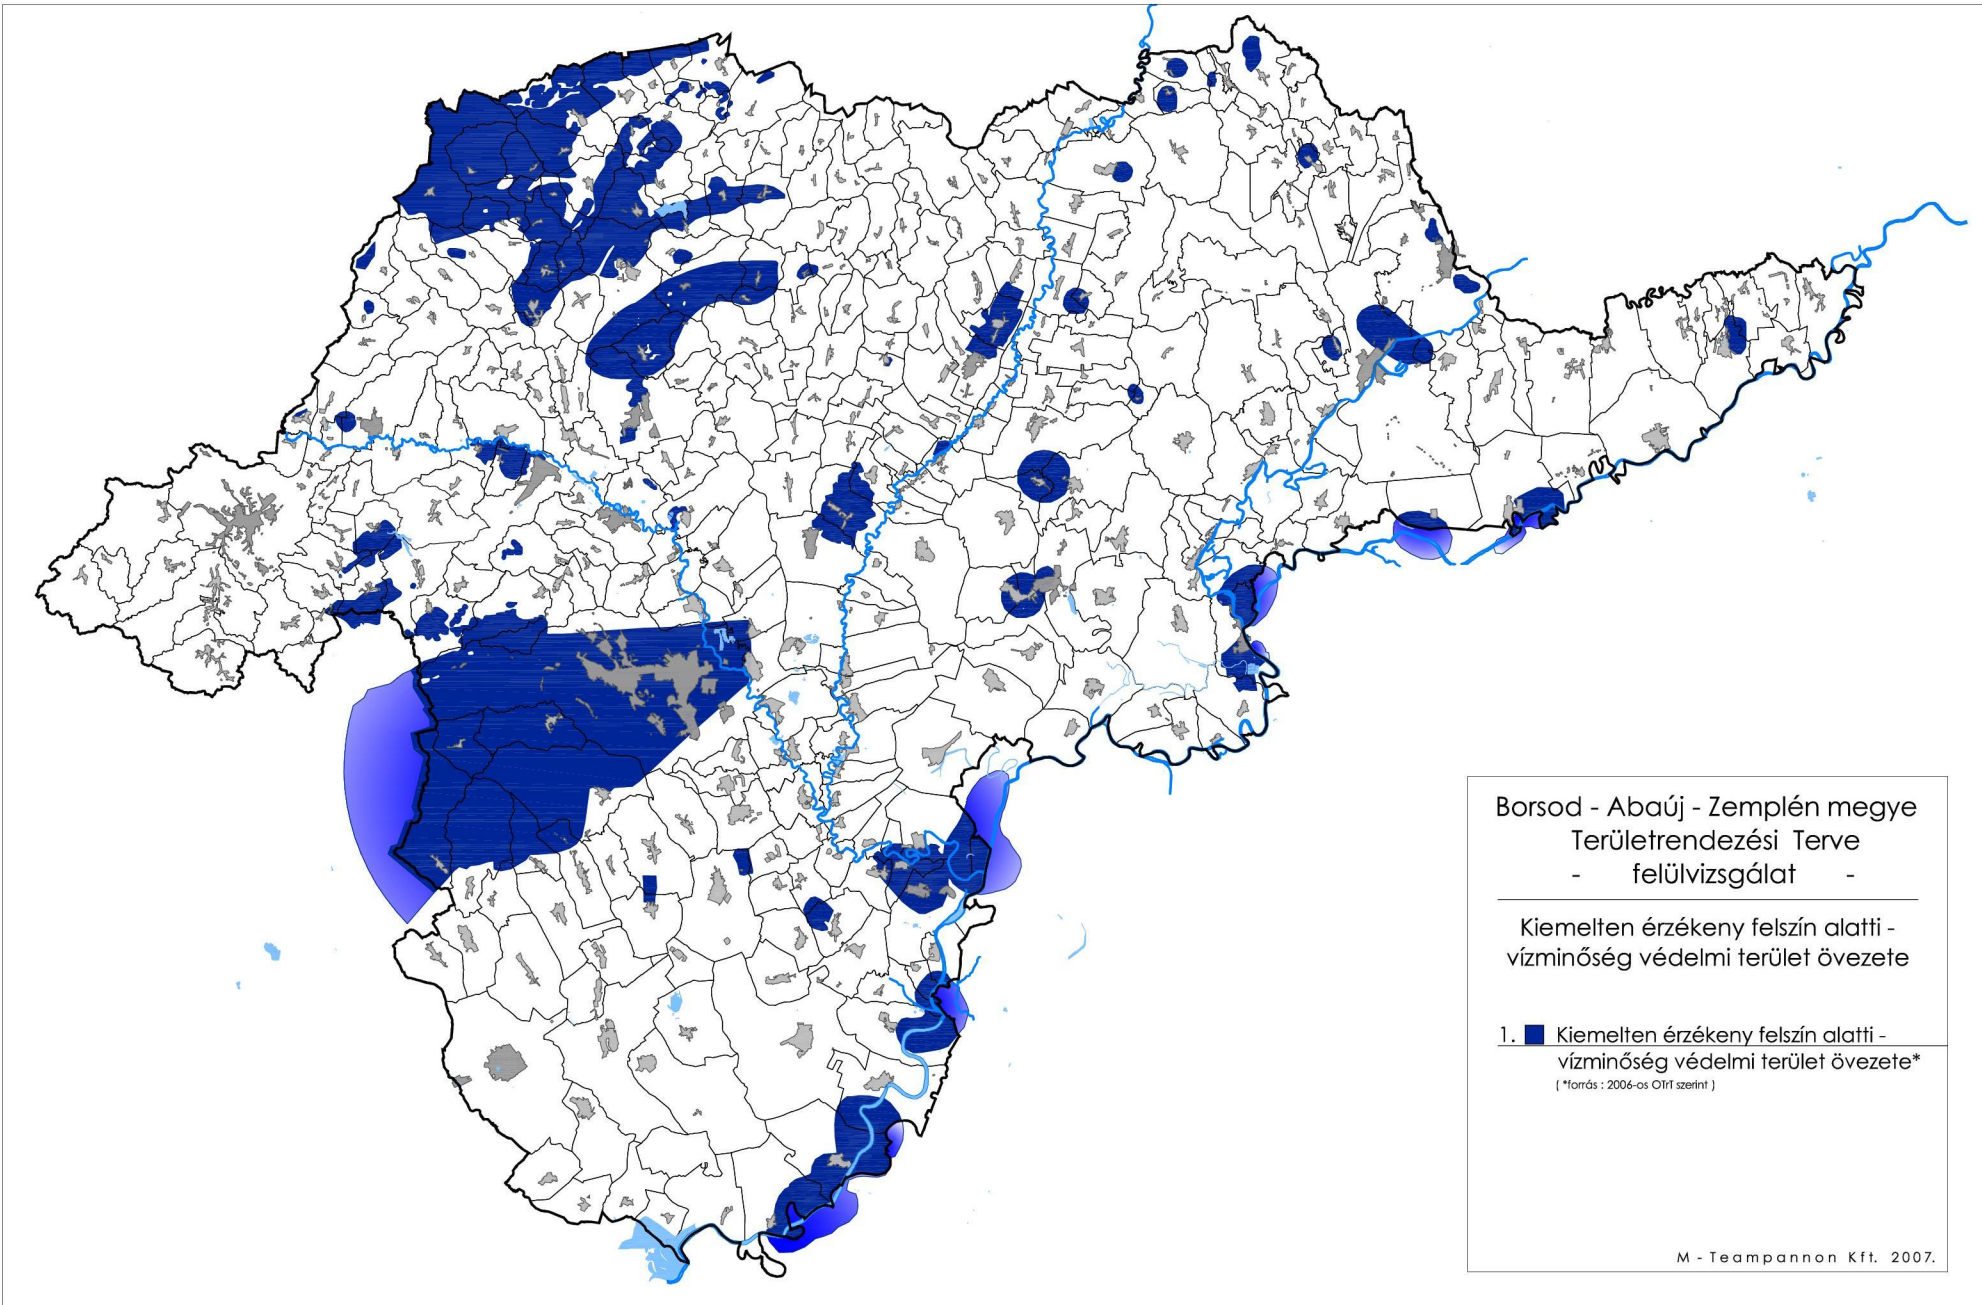 Borsod - Abaúj - Zemplén megye
Területrendezési Terve
- felülvizsgálat -
Kiemelten érzékeny felszín alatti -
vízminőség védelmi terület övezete
1. Kiemelten érzékeny felszín alatti -
vízminőség védelmi terület övezete*
( *forrás : 2006-os OTrT szerint )
M - Teampannon Kft. 2007.